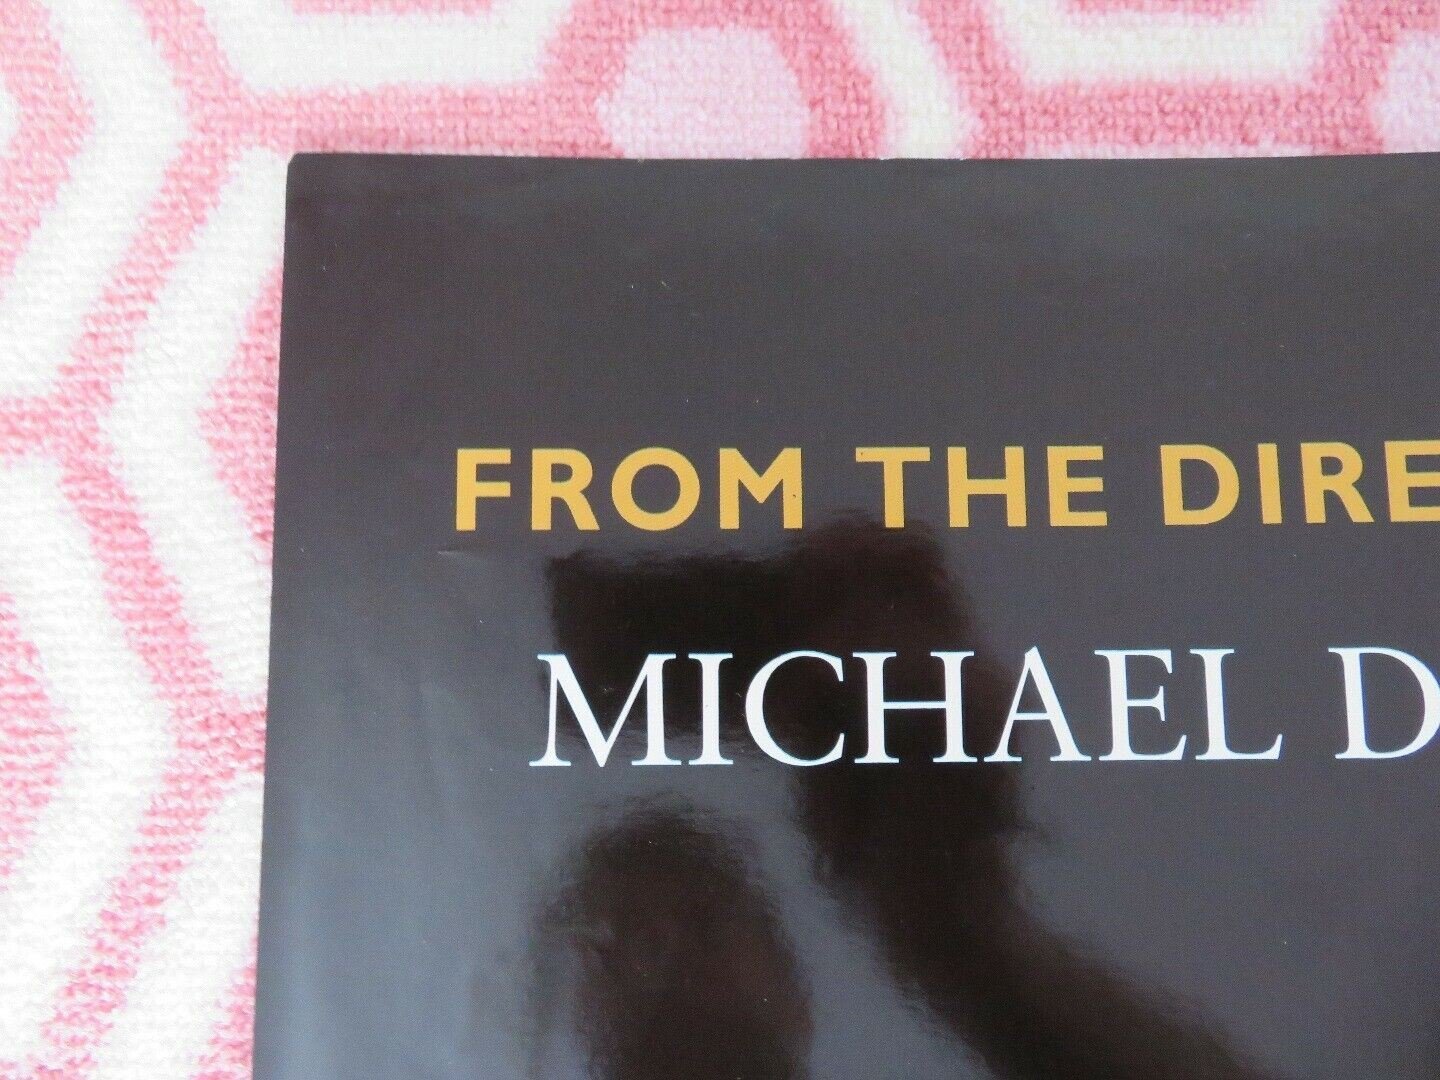 FROM THE DIRE
MICHAEL D